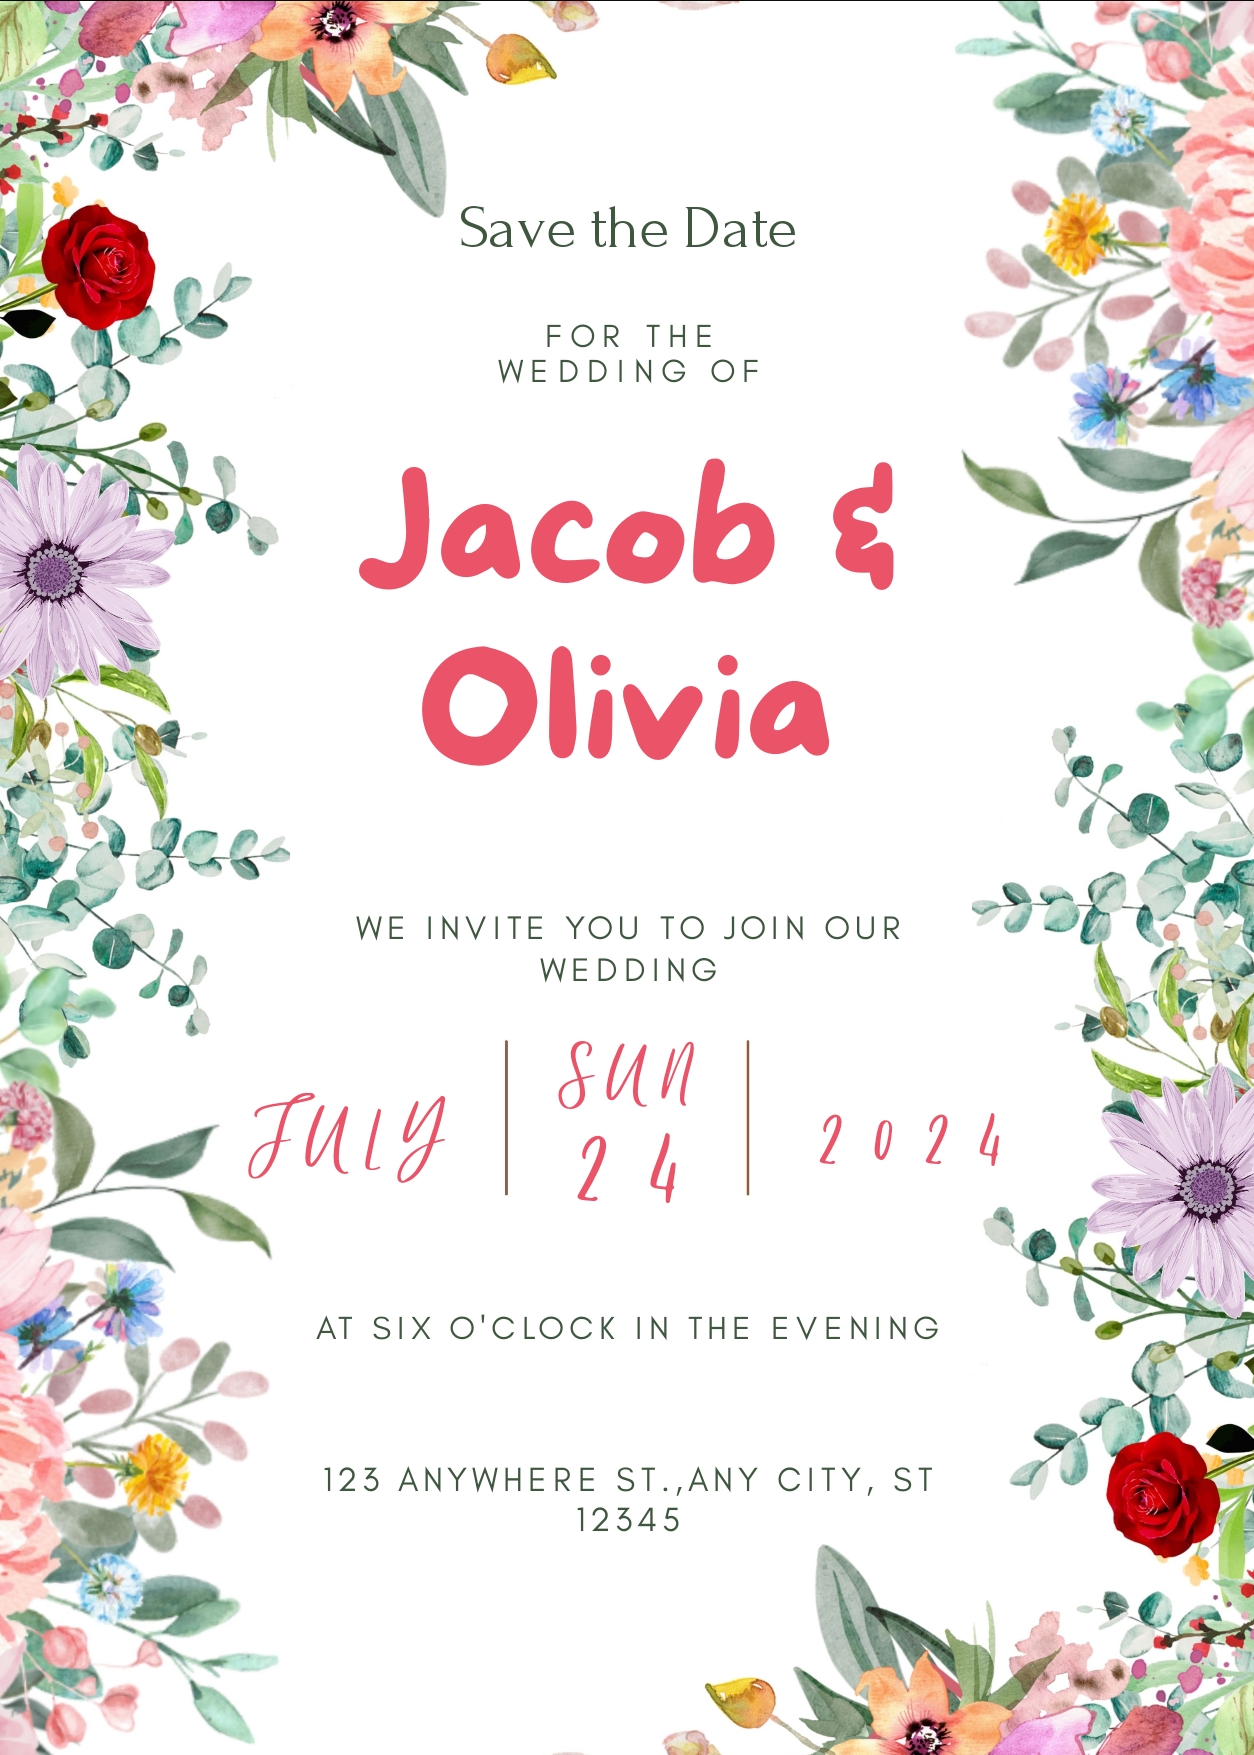 Save the Date
FOR THE
WEDDING OF
Jacob &
Olivia
WE INVITE YOU TO JOIN OUR
WEDDING
JULY
SUN
24
2024
AT SIX O'CLOCK IN THE EVENING
123 ANYWHERE ST.,ANY CITY, ST
12345